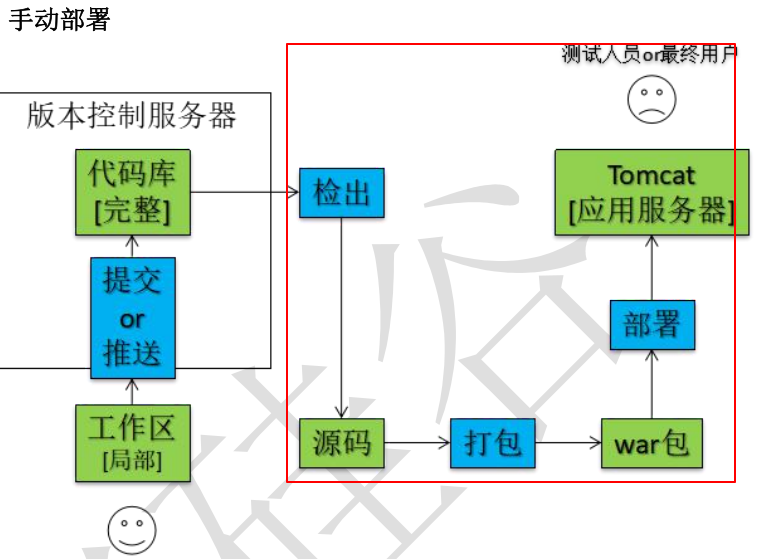 手动部署
测试人员or最终用户
版本控制服务器
代码库
[完整]
检出
Tomcat
[应用服务器]
提交
or
推送
部署
工作区
[局部]
源码
打包
war包
硅谷